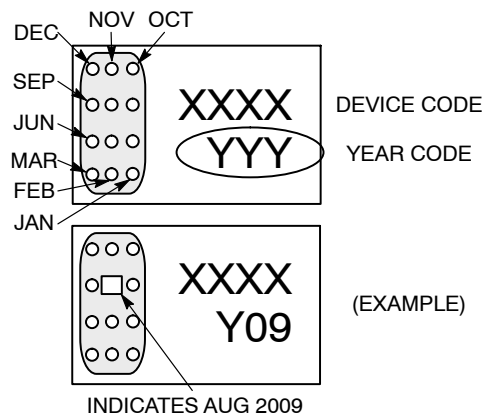 NOV OCT
DEC
SEP
XXXX DEVICE CODE
JUN
YYY YEAR CODE
MAR
FEB
JAN
XXXX
(EXAMPLE)
Y09
INDICATES AUG 2009